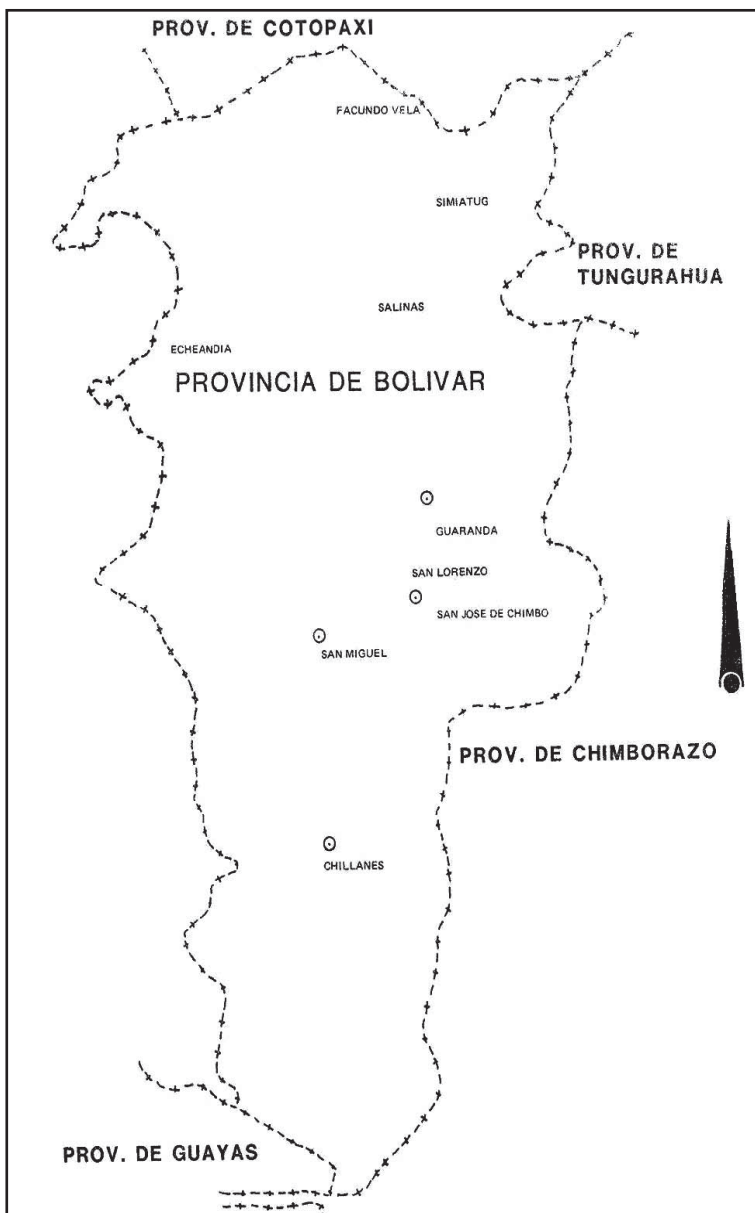 PROV. DE COTOPAXI
FACUNDO VELA
SIMIATUG
PROV. DE
TUNGURAHUA
SALINAS
ECHEANDIA
PROVINCIA DE BOLIVAR
GUARANDA
SAN LORENZO
SAN JOSE DE CHIMBO
SAN MIGUEL
PROV. DE CHIMBORAZO
CHILLANES
PROV. DE GUAYAS